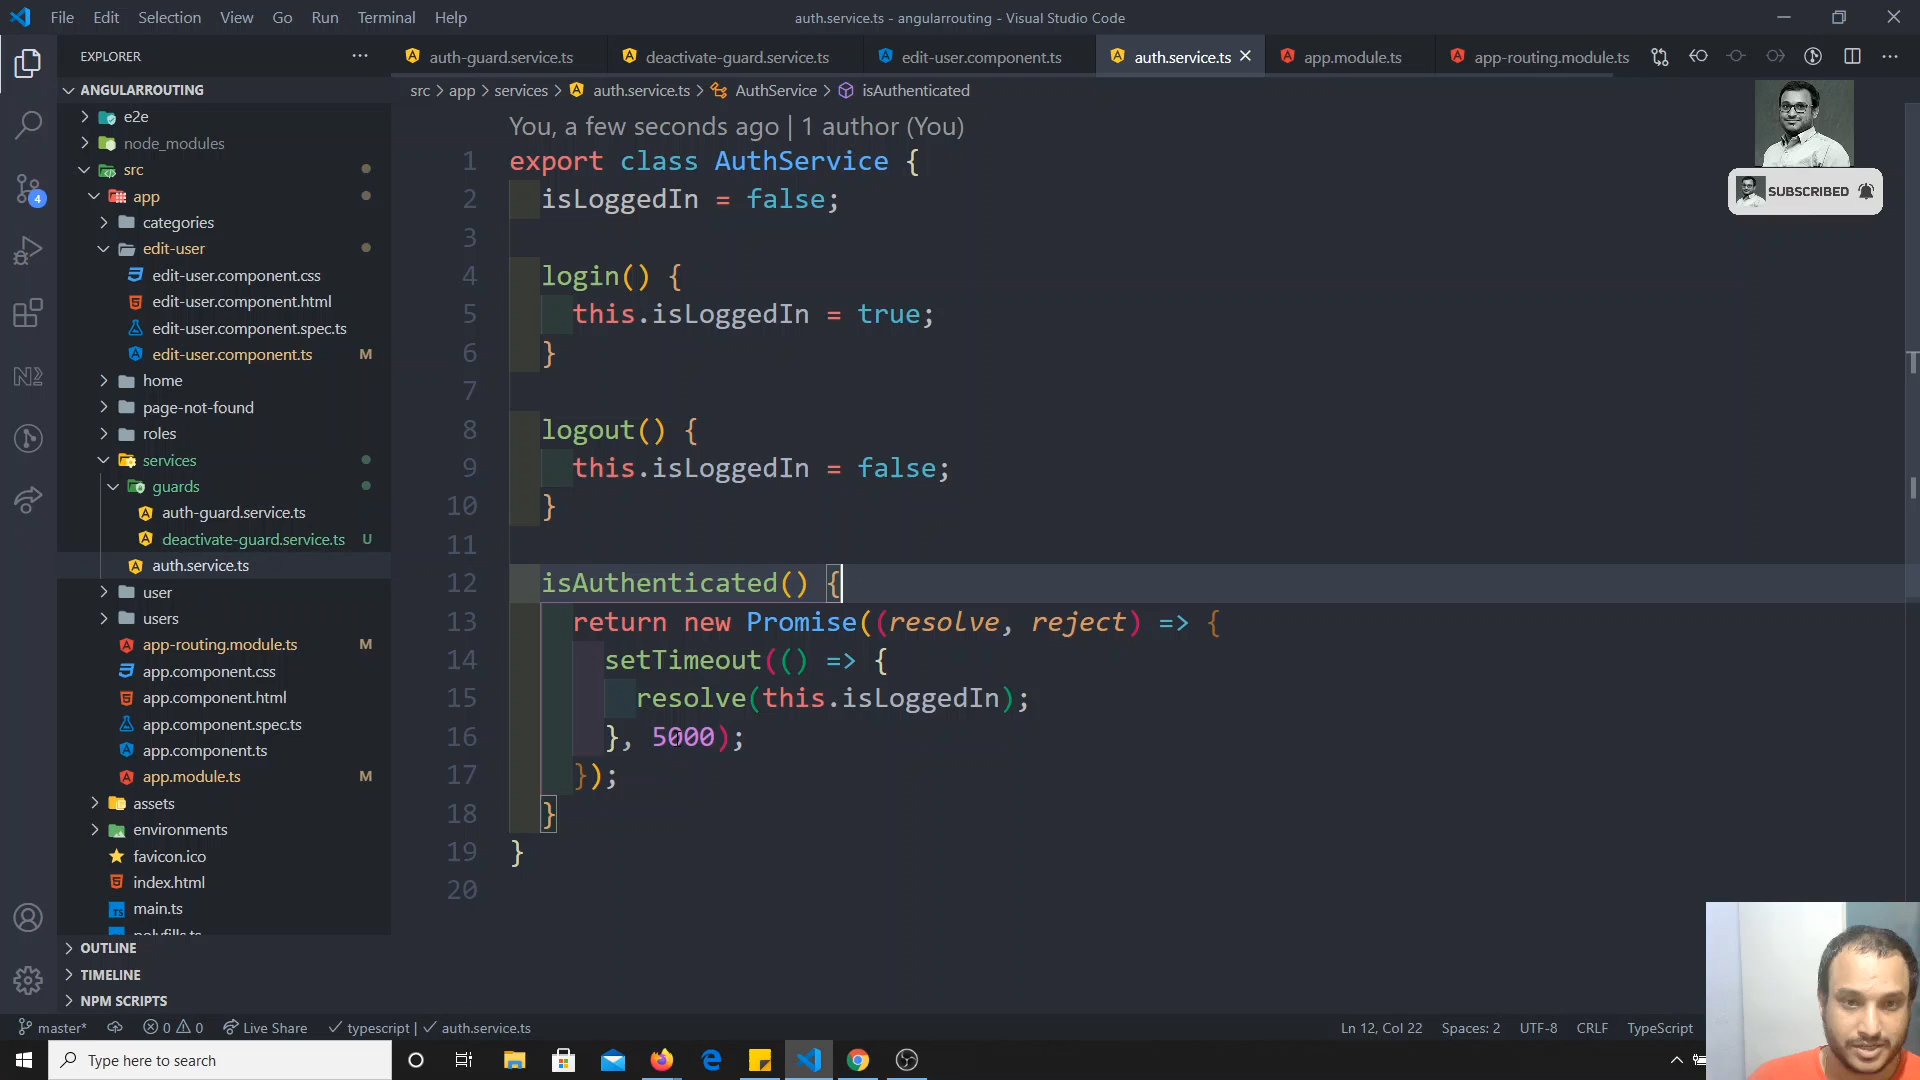 File Edit Selection View Go Run Terminal Help
auth.service.ts - angularrouting - Visual Studio Code
EXPLORER
auth-guard.service.ts deactivate-guard.service.ts edit-user.component.ts auth.service.ts app.module.ts app-routing.module.ts
src > app > services > auth.service.ts > AuthService > isAuthenticated
ANGULARROUTING
e2e
node_modules
src
app
categories
edit-user
edit-user.component.css
edit-user.component.html
edit-user.component.spec.ts
edit-user.component.ts M
home
page-not-found
roles
services
guards
auth-guard.service.ts
deactivate-guard.service.ts U
auth.service.ts
user
users
app-routing.module.ts M
app.component.css
app.component.html
app.component.spec.ts
app.component.ts
app.module.ts M
assets
environments
favicon.ico
index.html
main.ts
polyfills.ts
OUTLINE
TIMELINE
NPM SCRIPTS
4
You, a few seconds ago | 1 author (You)
1 export class AuthService {
2 isLoggedIn = false;
3
4 login() {
5 this.isLoggedIn = true;
6 }
7
8 logout() {
9 this.isLoggedIn = false;
10 }
11
12 isAuthenticated() {
13 return new Promise((resolve, reject) => {
14 setTimeout(() => {
15 resolve(this.isLoggedIn);
16 }, 5000);
17 });
18 }
19 }
20
SUBSCRIBED
master* 0 0 Live Share typescript | auth.service.ts
Ln 12, Col 22 Spaces: 2 UTF-8 CRLF TypeScript
Type here to search